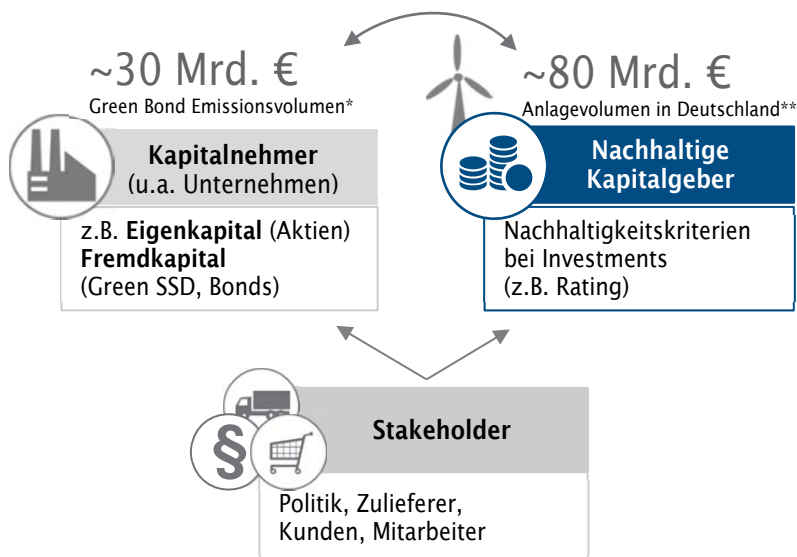 ~30 Mrd. €
Green Bond Emissionsvolumen*
Kapitalnehmer
(u.a. Unternehmen)
z.B. Eigenkapital (Aktien)
Fremdkapital
(Green SSD, Bonds)
~80 Mrd. €
Anlagevolumen in Deutschland**
Nachhaltige
Kapitalgeber
Nachhaltigkeitskriterien
bei Investments
(z.B. Rating)
§
Stakeholder
Politik, Zulieferer,
Kunden, Mitarbeiter